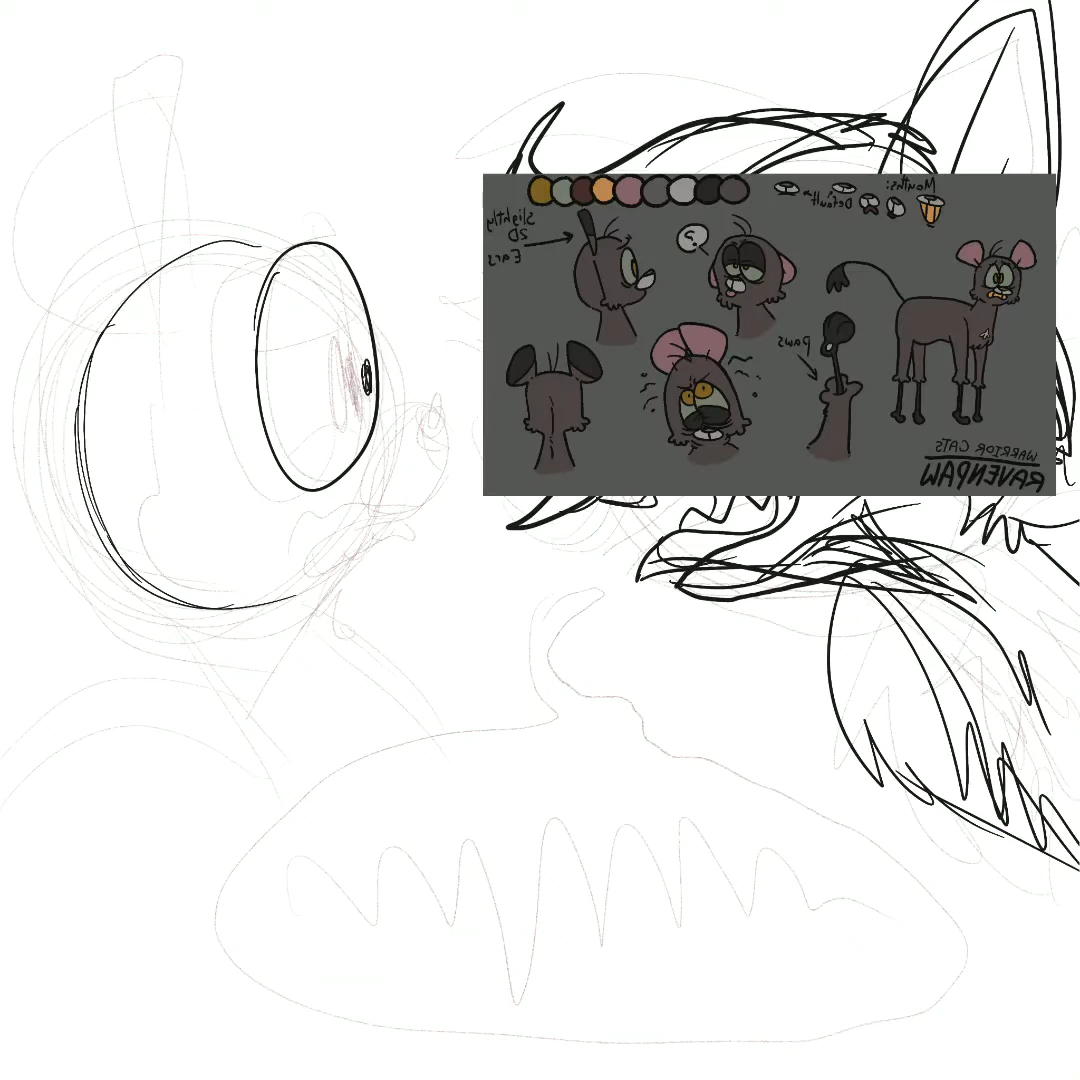 Mouths:
Default*
Slightly
2D
Ears
?
paws
WARRIOR CATS
RAVENPAW